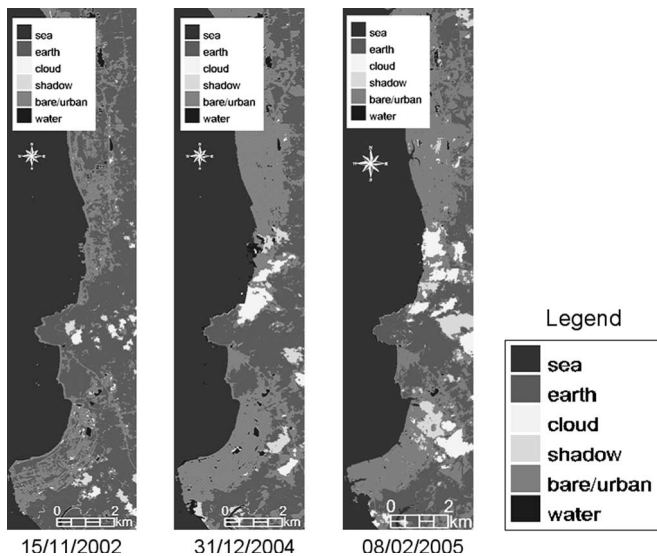 sea
earth
cloud
shadow
bare/urban
water
0 2
km
15/11/2002
sea
earth
cloud
shadow
bare/urban
water
0 2
km
31/12/2004
sea
earth
cloud
shadow
bare/urban
water
0 2
km
08/02/2005
Legend
sea
earth
cloud
shadow
bare/urban
water